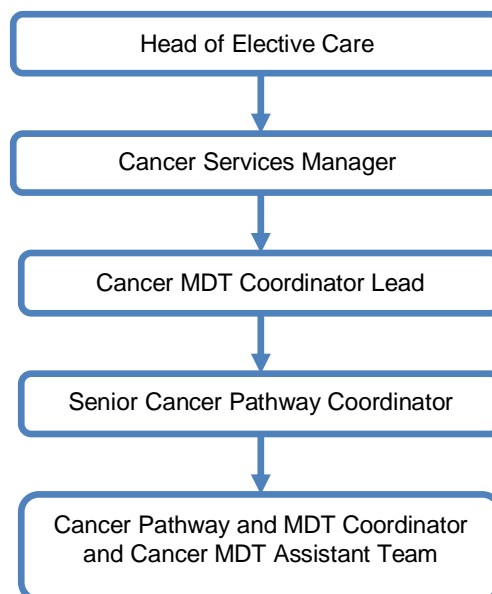 Head of Elective Care
Cancer Services Manager
Cancer MDT Coordinator Lead
Senior Cancer Pathway Coordinator
Cancer Pathway and MDT Coordinator
and Cancer MDT Assistant Team